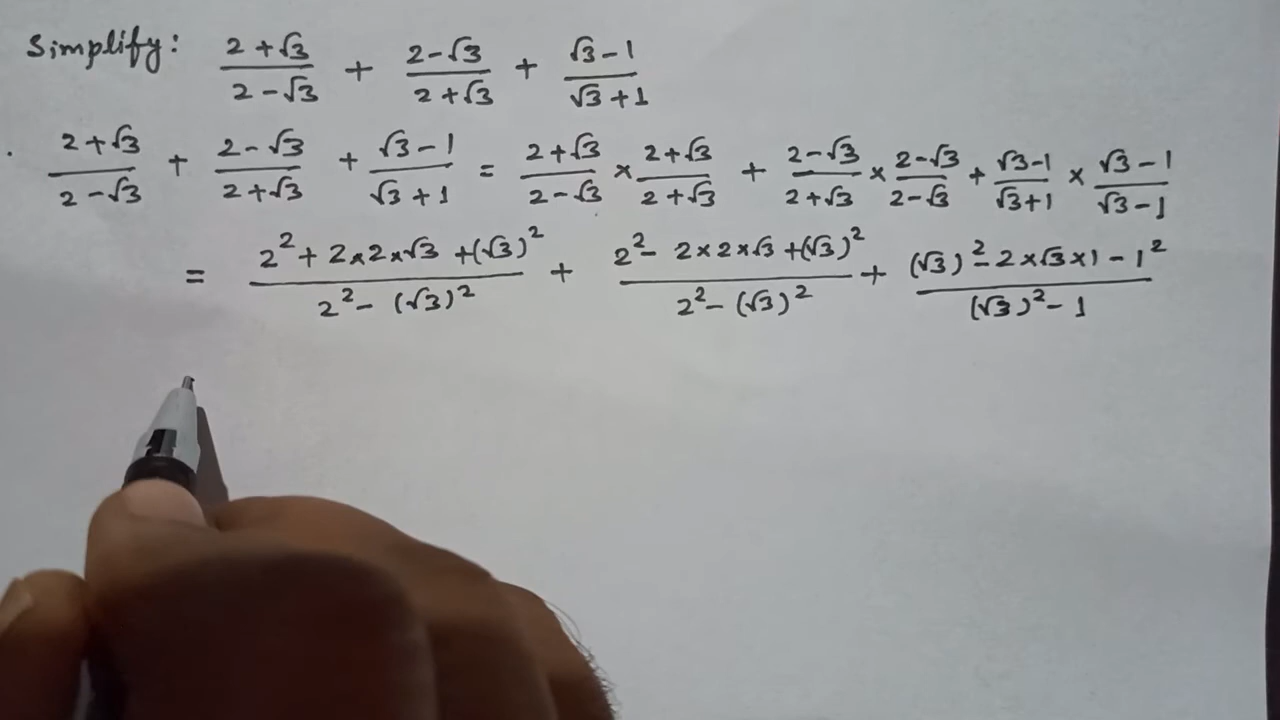 Simplify: (2+√3)/(2-√3) + (2-√3)/(2+√3) + (√3-1)/(√3+1)
. (2+√3)/(2-√3) + (2-√3)/(2+√3) + (√3-1)/(√3+1) = (2+√3)/(2-√3) × (2+√3)/(2+√3) + (2-√3)/(2+√3) × (2-√3)/(2-√3) + (√3-1)/(√3+1) × (√3-1)/(√3-1)
= (2²+2×2×√3+(√3)²)/(2²-(√3)²) + (2²-2×2×√3+(√3)²)/(2²-(√3)²) + ((√3)²-2×√3×1-1²)/((√3)²-1)